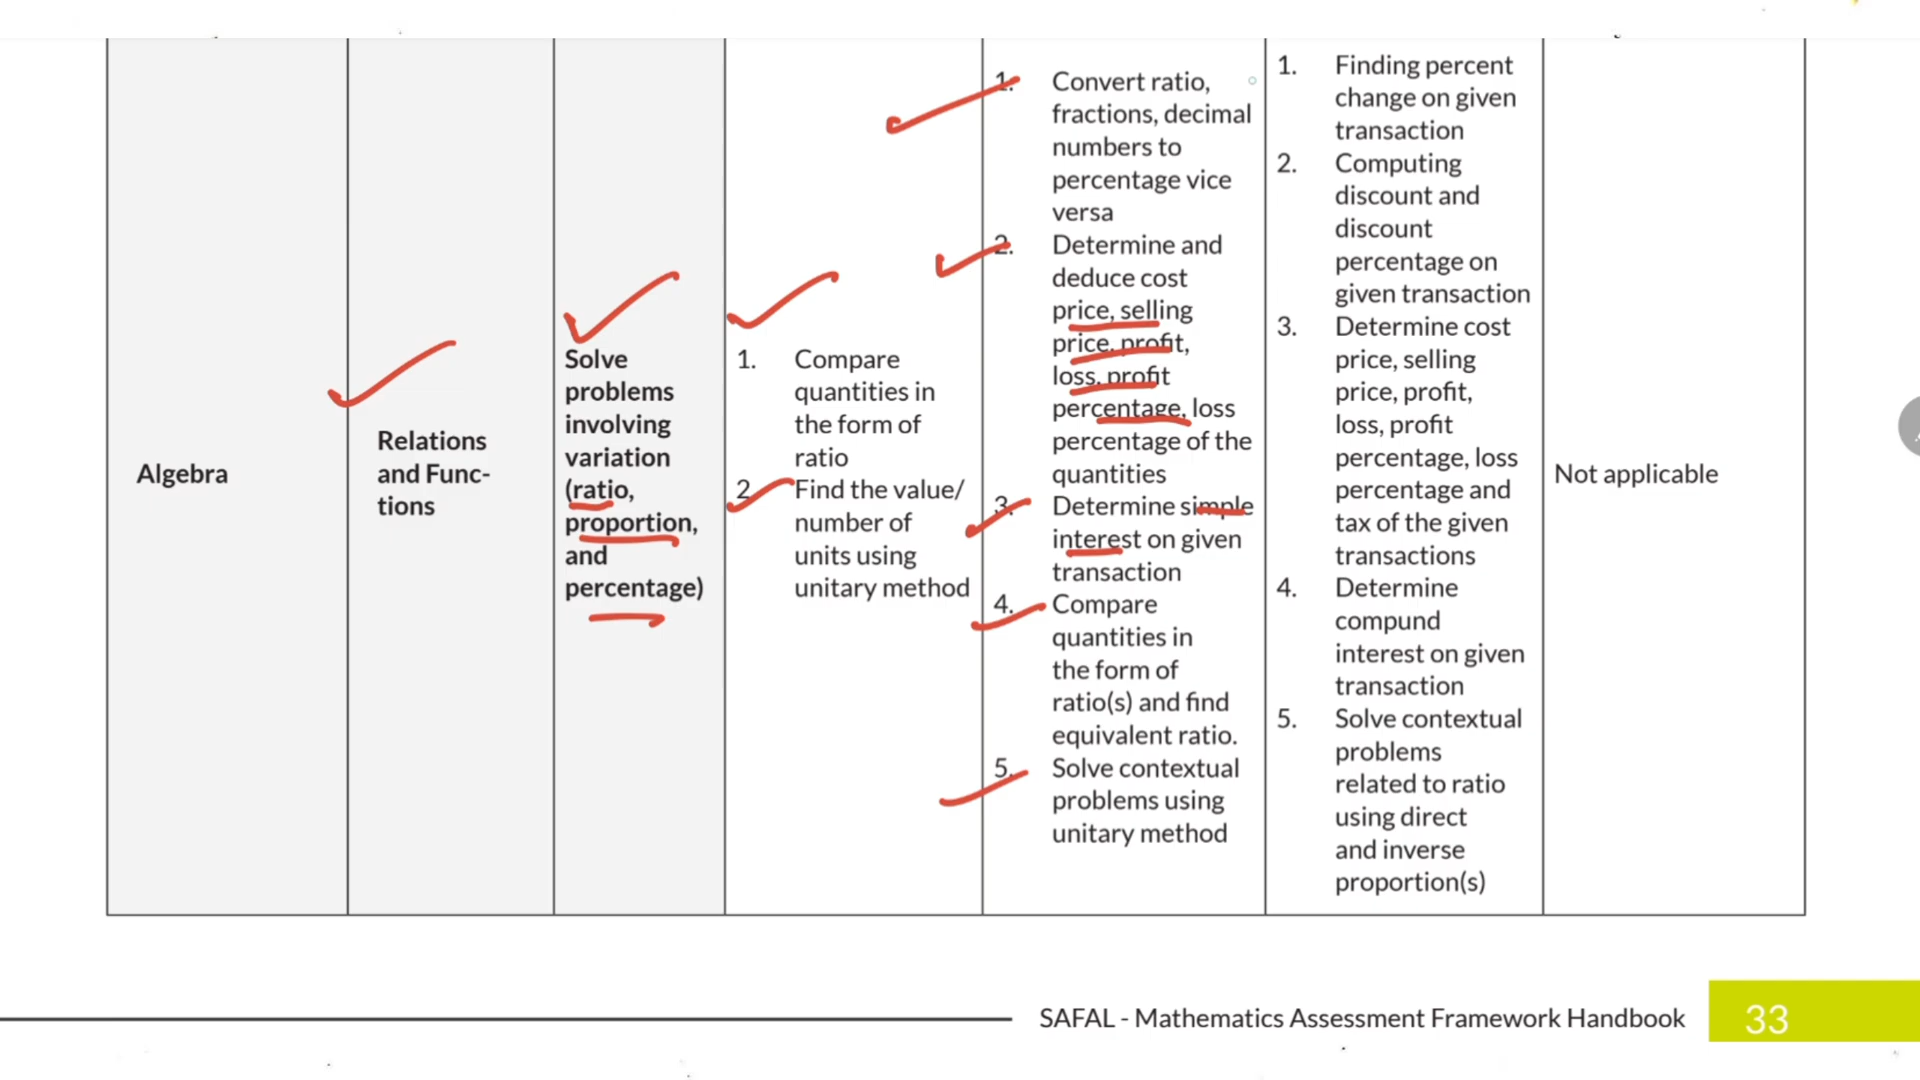 Algebra
Relations
and Func-
tions
Solve
problems
involving
variation
(ratio,
proportion,
and
percentage)
1. Compare
quantities in
the form of
ratio
2 Find the value/
number of
units using
unitary method
1. Convert ratio,
fractions, decimal
numbers to
percentage vice
versa
2. Determine and
deduce cost
price, selling
price, profit,
loss, profit
percentage, loss
percentage of the
quantities
3. Determine simple
interest on given
transaction
4. Compare
quantities in
the form of
ratio(s) and find
equivalent ratio.
5. Solve contextual
problems using
unitary method
1. Finding percent
change on given
transaction
2. Computing
discount and
discount
percentage on
given transaction
3. Determine cost
price, selling
price, profit,
loss, profit
percentage, loss
percentage and
tax of the given
transactions
4. Determine
compund
interest on given
transaction
5. Solve contextual
problems
related to ratio
using direct
and inverse
proportion(s)
Not applicable
SAFAL - Mathematics Assessment Framework Handbook
33